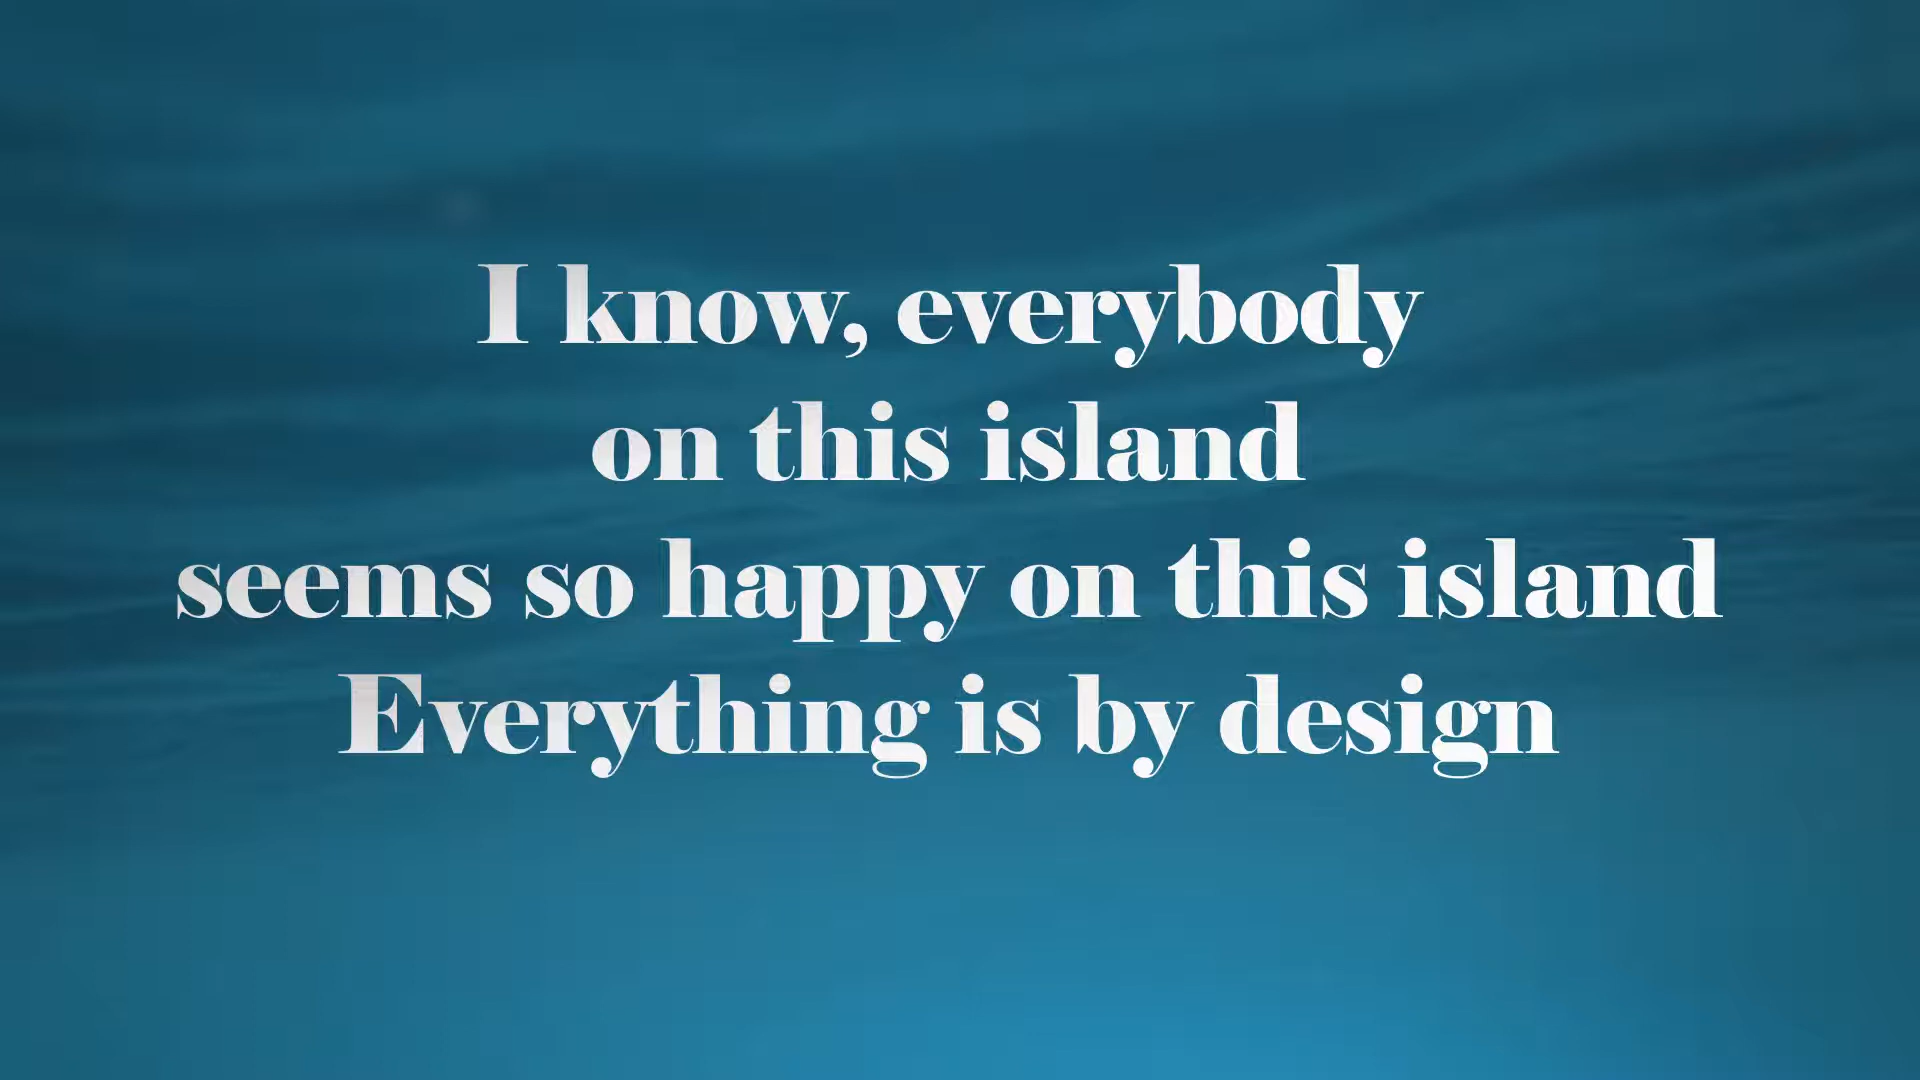 I know, everybody
on this island
seems so happy on this island
Everything is by design